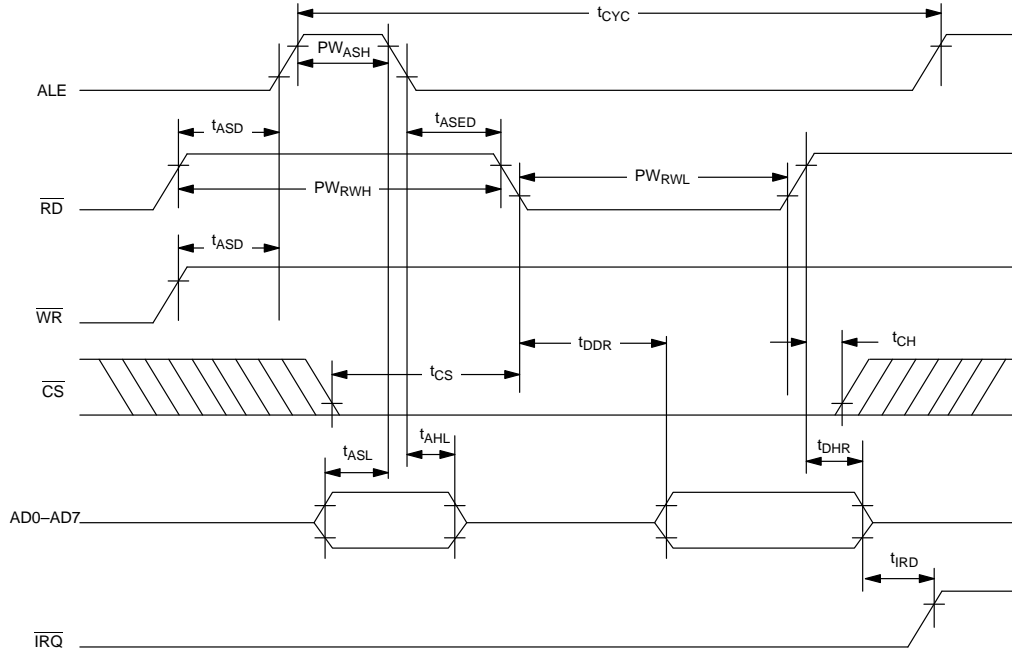 tCYC
PWASH
ALE
tASD
tASED
PWRWH
PWRWL
RD
tASD
WR
tDDR
tCH
tCS
CS
tASL
tAHL
tDHR
AD0–AD7
tIRD
IRQ